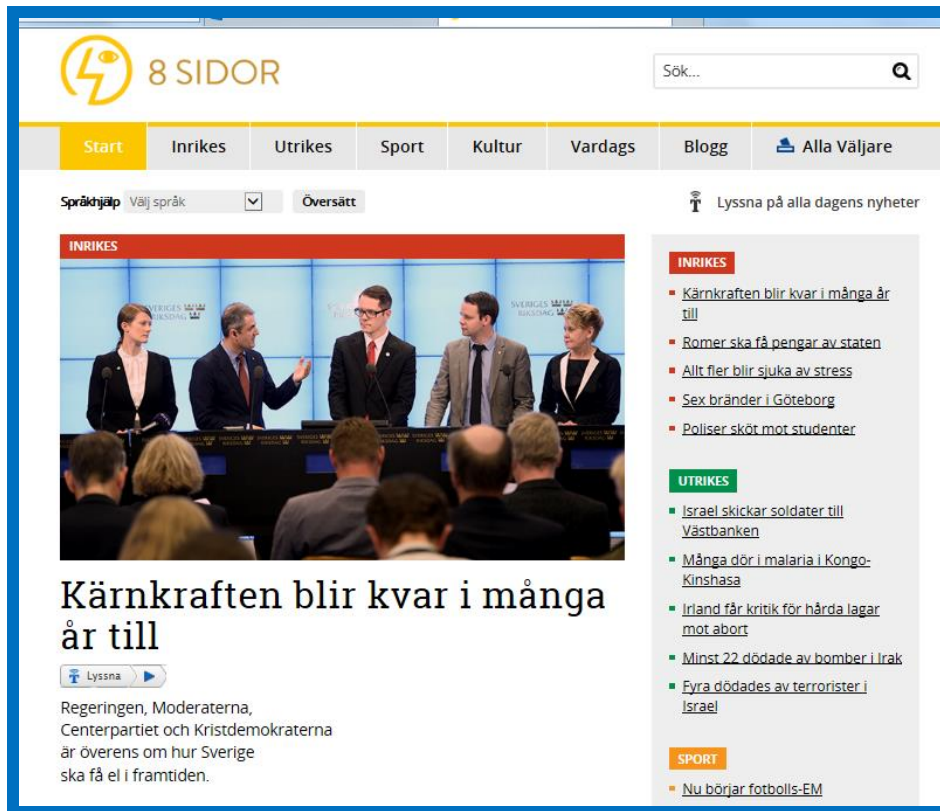 8 SIDOR
Sök...
Start Inrikes Utrikes Sport Kultur Vardags Blogg Alla Väljare
Språkhjälp Välj språk Översätt
Lyssna på alla dagens nyheter
INRIKES
SVERIGES
RIKSDAG
SVERIGES
RIKSDAG
Kärnkraften blir kvar i många
år till
Lyssna
Regeringen, Moderaterna,
Centerpartiet och Kristdemokraterna
är överens om hur Sverige
ska få el i framtiden.
INRIKES
Kärnkraften blir kvar i många år
till
Romer ska få pengar av staten
Allt fler blir sjuka av stress
Sex bränder i Göteborg
Poliser sköt mot studenter
UTRIKES
Israel skickar soldater till
Västbanken
Många dör i malaria i Kongo-
Kinshasa
Irland får kritik för hårda lagar
mot abort
Minst 22 dödade av bomber i Irak
Fyra dödades av terrorister i
Israel
SPORT
Nu börjar fotbolls-EM